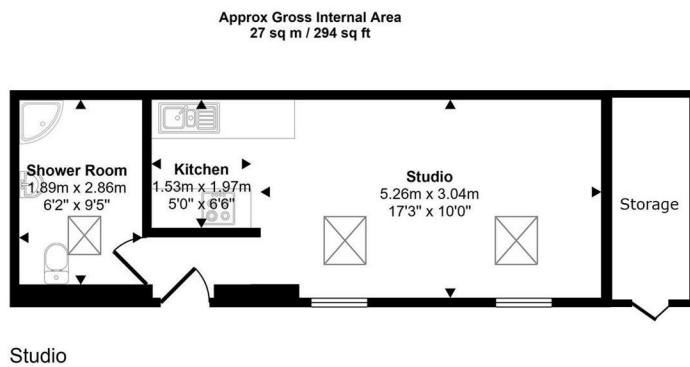 Approx Gross Internal Area
27 sq m / 294 sq ft
Shower Room
1.89m x 2.86m
6'2" x 9'5"
Kitchen
1.53m x 1.97m
5'0" x 6'6"
Studio
5.26m x 3.04m
17'3" x 10'0"
Storage
Studio